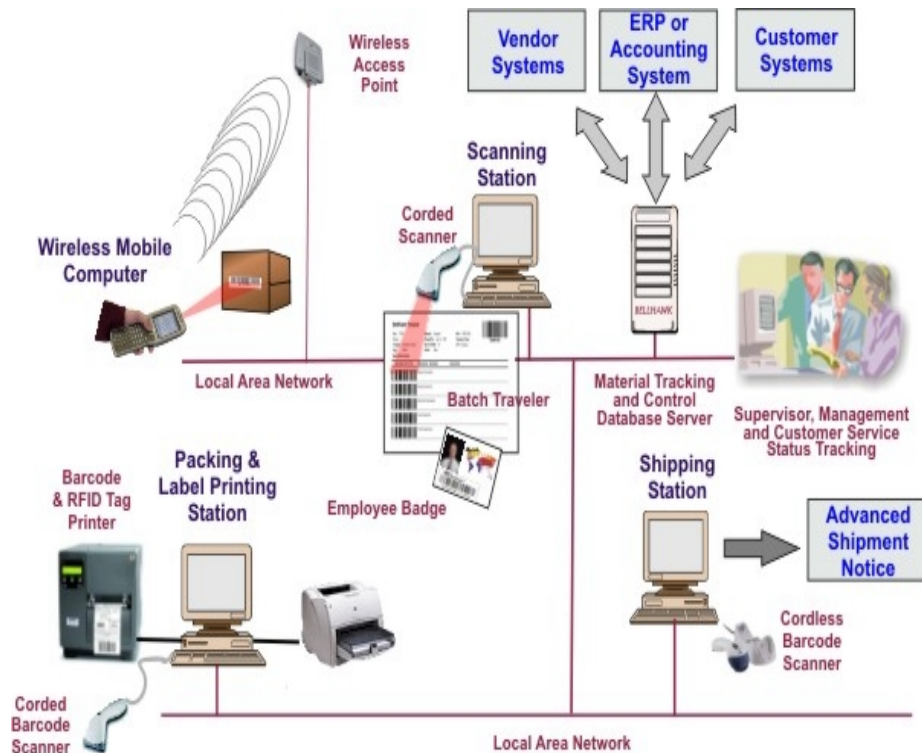 Wireless
Access
Point
Vendor
Systems
ERP or
Accounting
System
Customer
Systems
Scanning
Station
Corded
Scanner
Wireless Mobile
Computer
BELLHAWK
Local Area Network
Batch Traveler
Material Tracking
and Control
Database Server
Supervisor, Management
and Customer Service
Status Tracking
Packing &
Label Printing
Station
Barcode
& RFID Tag
Printer
Employee Badge
Shipping
Station
Advanced
Shipment
Notice
Cordless
Barcode
Scanner
Corded
Barcode
Scanner
Local Area Network